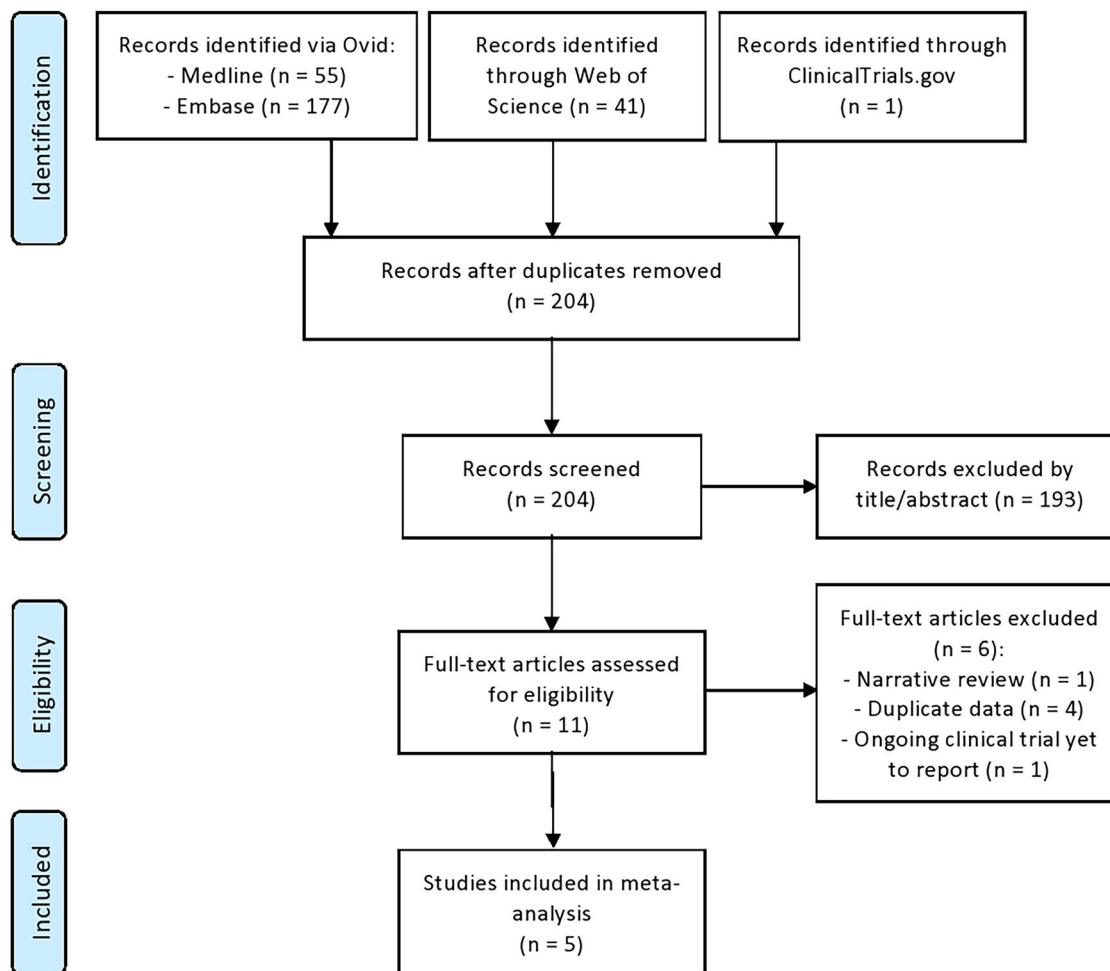 Identification
Records identified via Ovid:
- Medline (n = 55)
- Embase (n = 177)
Records identified
through Web of
Science (n = 41)
Records identified through
ClinicalTrials.gov
(n = 1)
Records after duplicates removed
(n = 204)
Screening
Records screened
(n = 204)
Records excluded by
title/abstract (n = 193)
Eligibility
Full-text articles assessed
for eligibility
(n = 11)
Full-text articles excluded
(n = 6):
- Narrative review (n = 1)
- Duplicate data (n = 4)
- Ongoing clinical trial yet
to report (n = 1)
Included
Studies included in meta-
analysis
(n = 5)